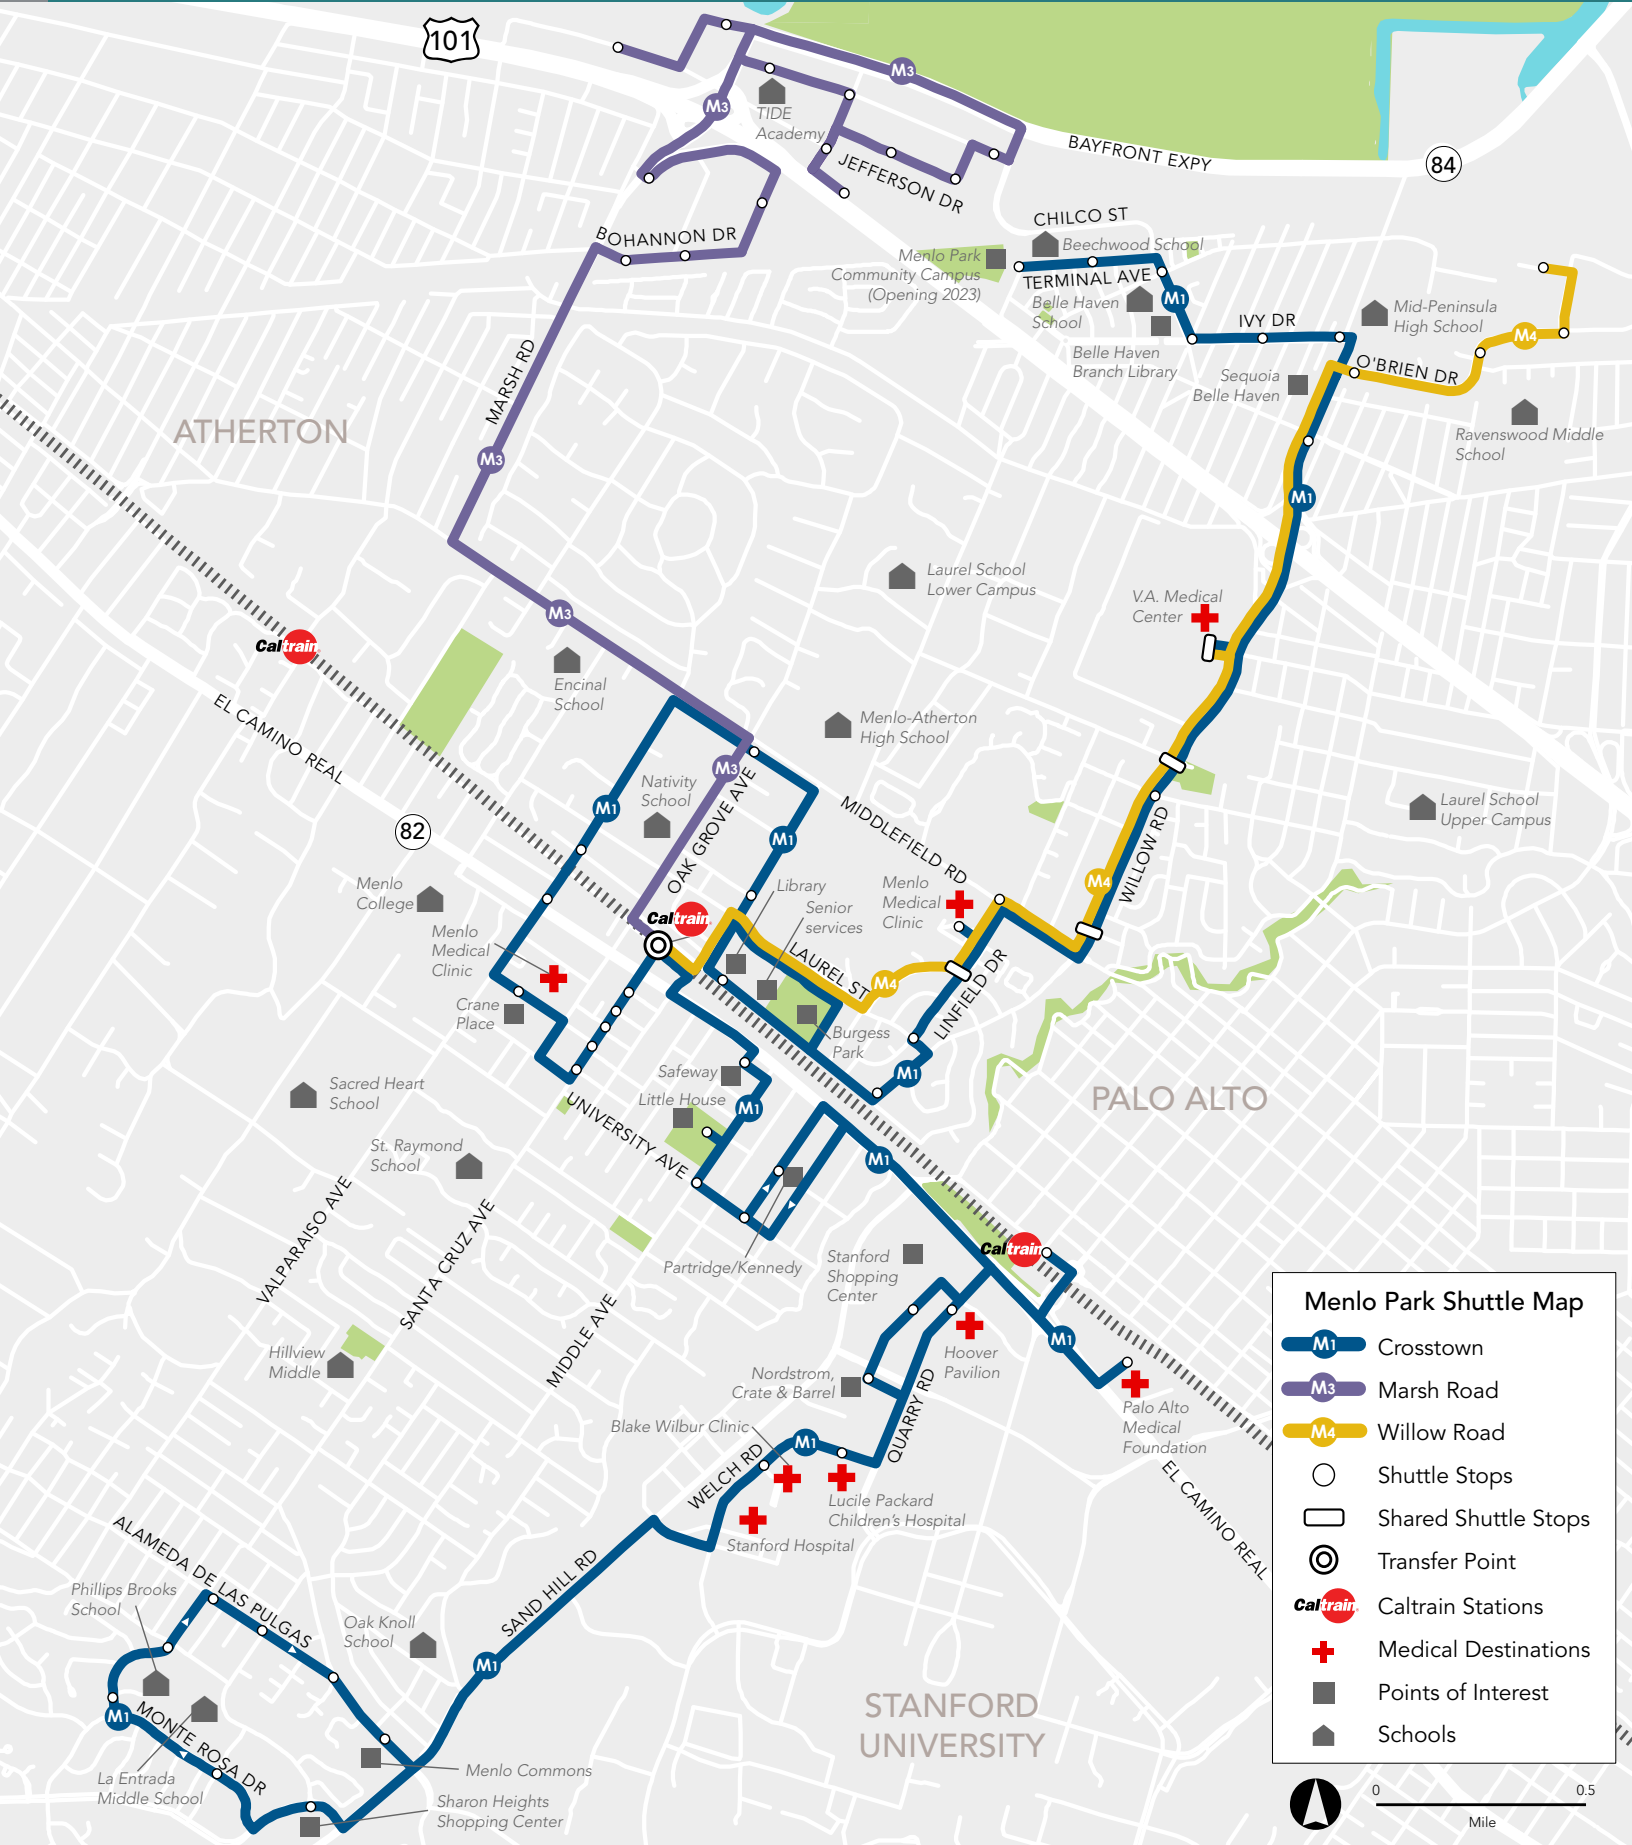 101
M3
M3
TIDE
Academy
BAYFRONT EXPY
84
JEFFERSON DR
CHILCO ST
Beechwood School
BOHANNON DR
Menlo Park
Community Campus
(Opening 2023)
TERMINAL AVE
Belle Haven
School
M1
Mid-Peninsula
High School
IVY DR
M4
Belle Haven
Branch Library
O'BRIEN DR
Sequoia
Belle Haven
MARSH RD
ATHERTON
Ravenswood Middle
School
M3
M1
Laurel School
Lower Campus
V.A. Medical
Center
M3
Caltrain
Encinal
School
EL CAMINO REAL
Menlo-Atherton
High School
M3
Nativity
School
OAK GROVE AVE
M1
M1
MIDDLEFIELD RD
Laurel School
Upper Campus
82
WILLOW RD
M4
Menlo
College
Library
Menlo
Medical
Clinic
Senior
services
Caltrain
Menlo
Medical
Clinic
LAUREL ST
M4
LINFIELD DR
Crane
Place
Burgess
Park
Safeway
M1
Sacred Heart
School
Little House
M1
PALO ALTO
UNIVERSITY AVE
St. Raymond
School
M1
VALPARAISO AVE
SANTA CRUZ AVE
Partridge/Kennedy
Stanford
Shopping
Center
Caltrain
MIDDLE AVE
M1
Hillview
Middle
Hoover
Pavilion
Nordstrom,
Crate & Barrel
QUARRY RD
Palo Alto
Medical
Foundation
Blake Wilbur Clinic
M1
WELCH RD
EL CAMINO REAL
Lucile Packard
Children's Hospital
Stanford Hospital
ALAMEDA DE LAS PULGAS
SAND HILL RD
Phillips Brooks
School
Oak Knoll
School
M1
M1
MONTE ROSA DR
STANFORD
UNIVERSITY
La Entrada
Middle School
Menlo Commons
Sharon Heights
Shopping Center
Menlo Park Shuttle Map
M1 Crosstown
M3 Marsh Road
M4 Willow Road
Shuttle Stops
Shared Shuttle Stops
Transfer Point
Caltrain Caltrain Stations
Medical Destinations
Points of Interest
Schools
0 0.5
Mile